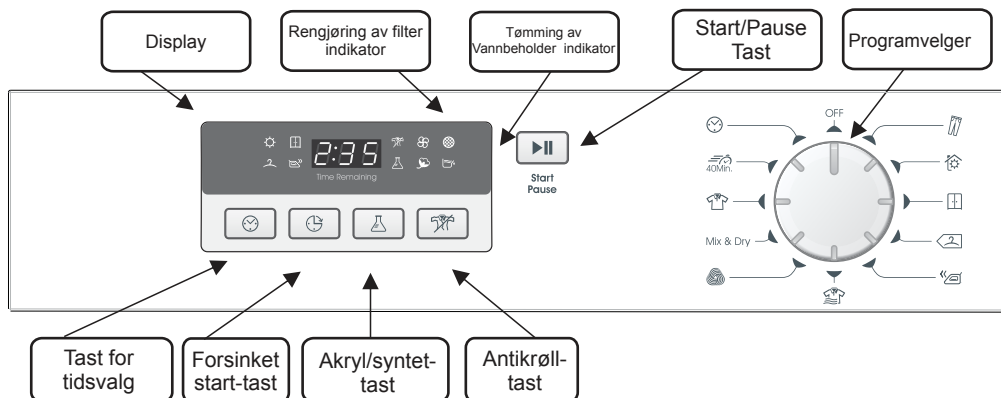 Display
Rengjøring av filter
indikator
Tømming av
Vannbeholder indikator
Start/Pause
Tast
Programvelger
2:35
Time Remaining
Start
Pause
OFF
40Min.
Mix & Dry
Tast for
tidsvalg
Forsinket
start-tast
Akryl/syntet-
tast
Antikrøll-
tast